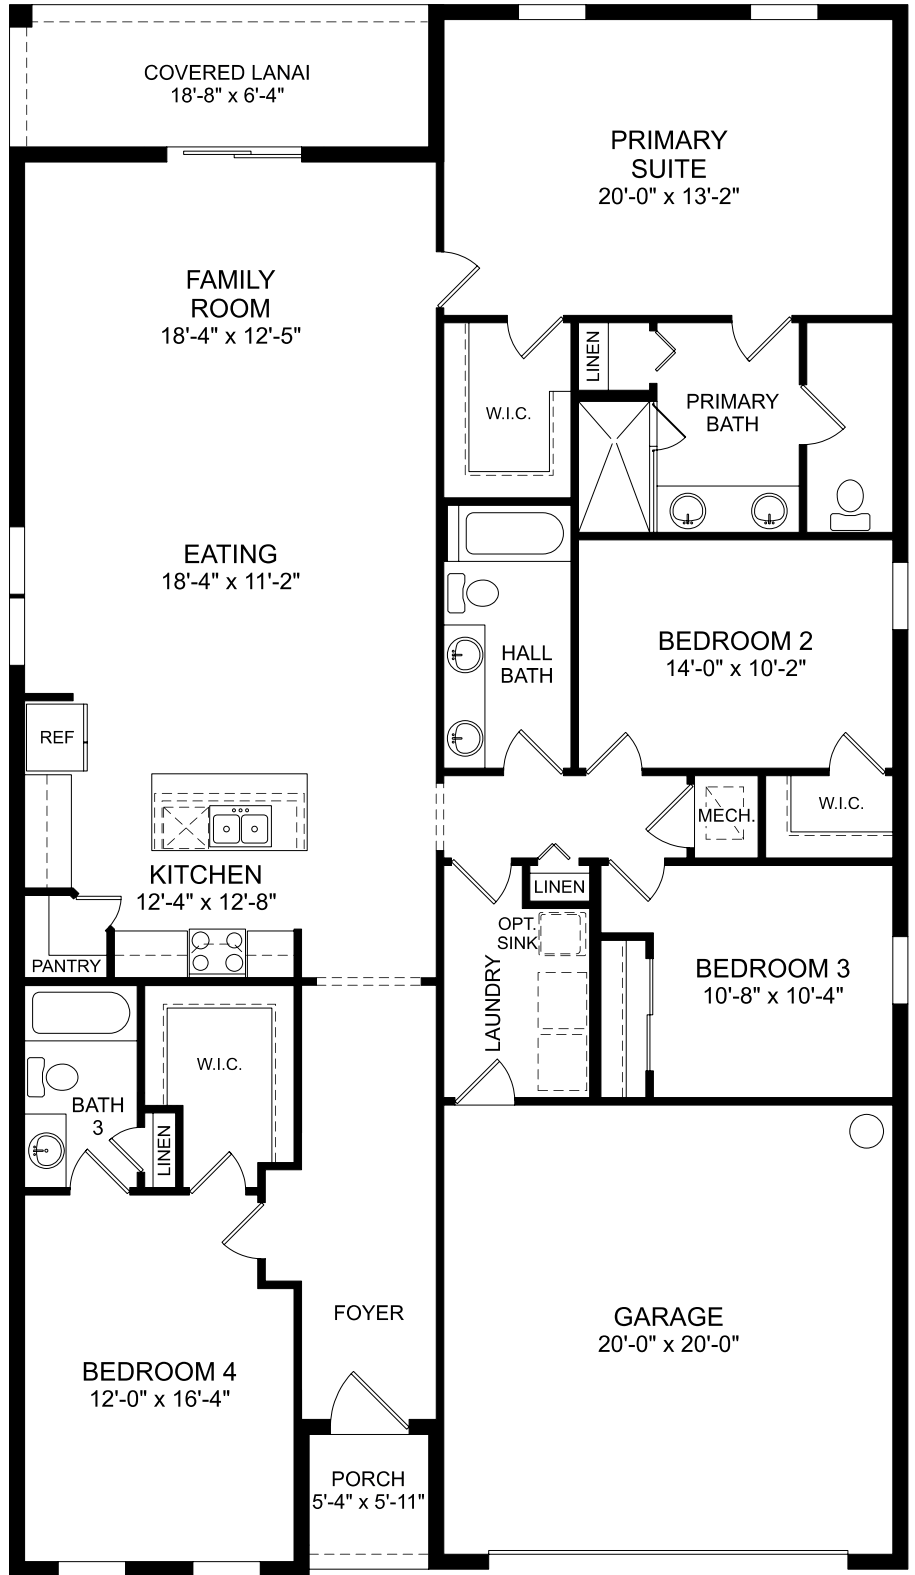 COVERED LANAI
18'-8" x 6'-4"
PRIMARY
SUITE
20'-0" x 13'-2"
FAMILY
ROOM
18'-4" x 12'-5"
LINEN
W.I.C.
PRIMARY
BATH
EATING
18'-4" x 11'-2"
HALL
BATH
BEDROOM 2
14'-0" x 10'-2"
REF
W.I.C.
MECH.
KITCHEN
12'-4" x 12'-8"
LINEN
OPT.
SINK
PANTRY
LAUNDRY
BEDROOM 3
10'-8" x 10'-4"
W.I.C.
BATH
3
LINEN
FOYER
GARAGE
20'-0" x 20'-0"
BEDROOM 4
12'-0" x 16'-4"
PORCH
5'-4" x 5'-11"